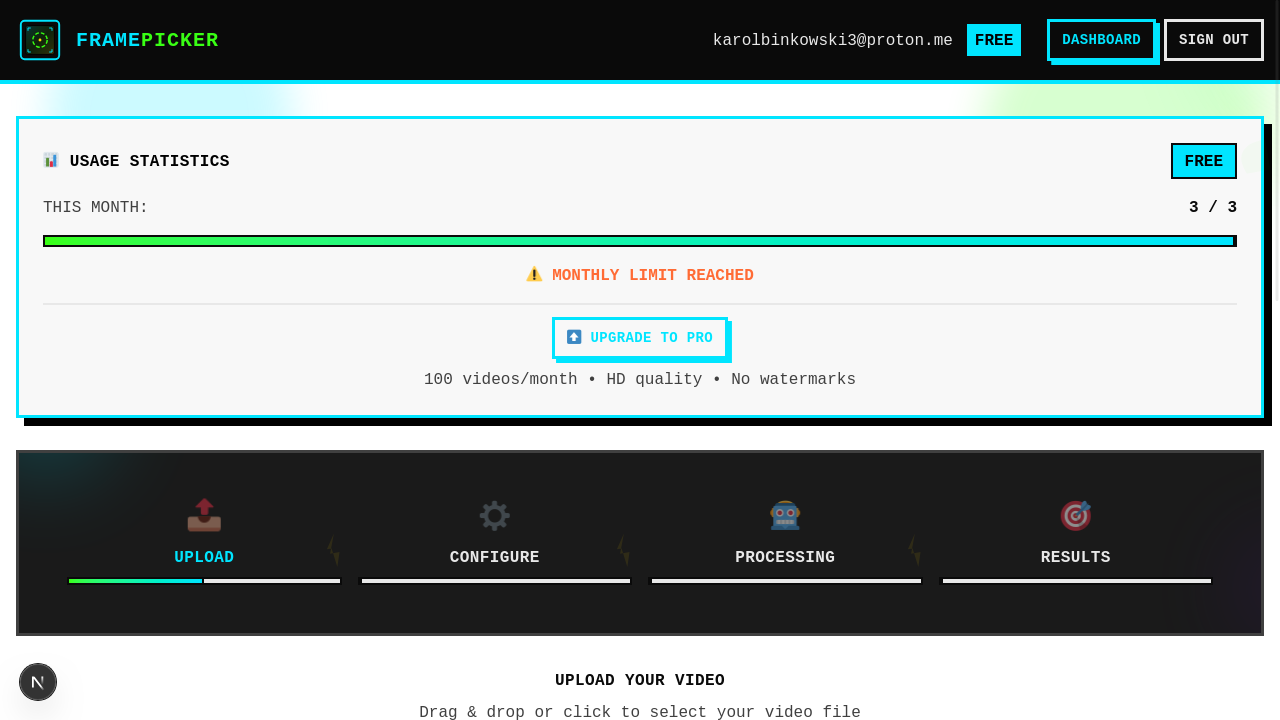 FRAMEPICKER
karolbinkowski3@proton.me FREE DASHBOARD SIGN OUT
USAGE STATISTICS FREE
THIS MONTH: 3 / 3
MONTHLY LIMIT REACHED
UPGRADE TO PRO
100 videos/month • HD quality • No watermarks
UPLOAD CONFIGURE PROCESSING RESULTS
UPLOAD YOUR VIDEO
Drag & drop or click to select your video file
N